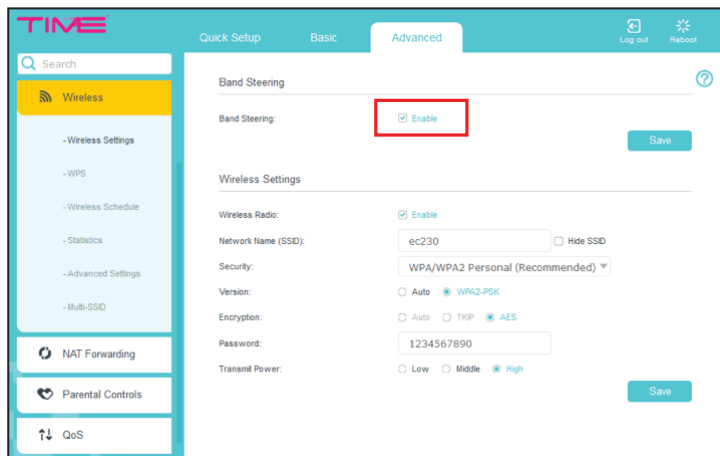 TIME
Quick Setup Basic Advanced Log out Reboot
Search
Wireless
- Wireless Settings
- WPS
- Wireless Schedule
- Statistics
- Advanced Settings
- Multi-SSID
NAT Forwarding
Parental Controls
QoS
Band Steering
Band Steering: Enable
Save
Wireless Settings
Wireless Radio: Enable
Network Name (SSID): ec230 Hide SSID
Security: WPA/WPA2 Personal (Recommended)
Version: Auto WPA2-PSK
Encryption: Auto TKIP AES
Password: 1234567890
Transmit Power: Low Middle High
Save